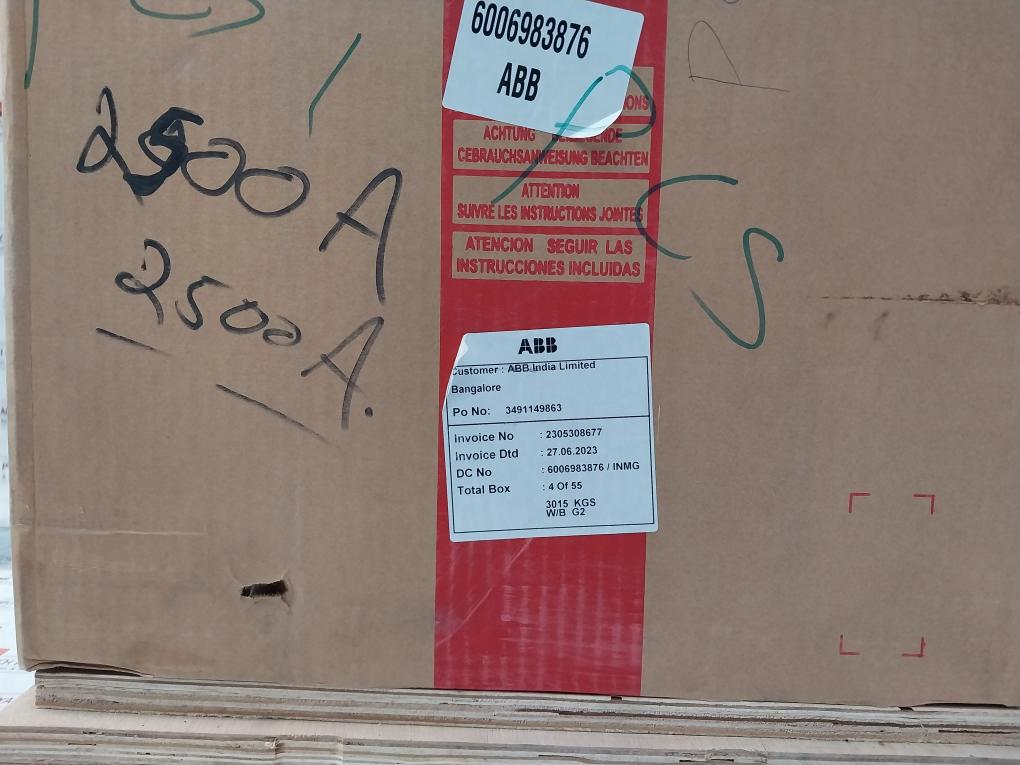 6006983876
ABB
IONS
ACHTUNG
GEBRAUCHSANWEISUNG BEACHTEN
ATTENTION
SUIVRE LES INSTRUCTIONS JOINTES
ATENCION SEGUIR LAS
INSTRUCCIONES INCLUIDAS
2500 A
2500 A.
P C S
ABB
Customer : ABB India Limited
Bangalore
Po No: 3491149863
Invoice No : 2305308677
Invoice Dtd : 27.06.2023
DC No : 6006983876 / INMG
Total Box : 4 Of 55
3015 KGS
W/B G2